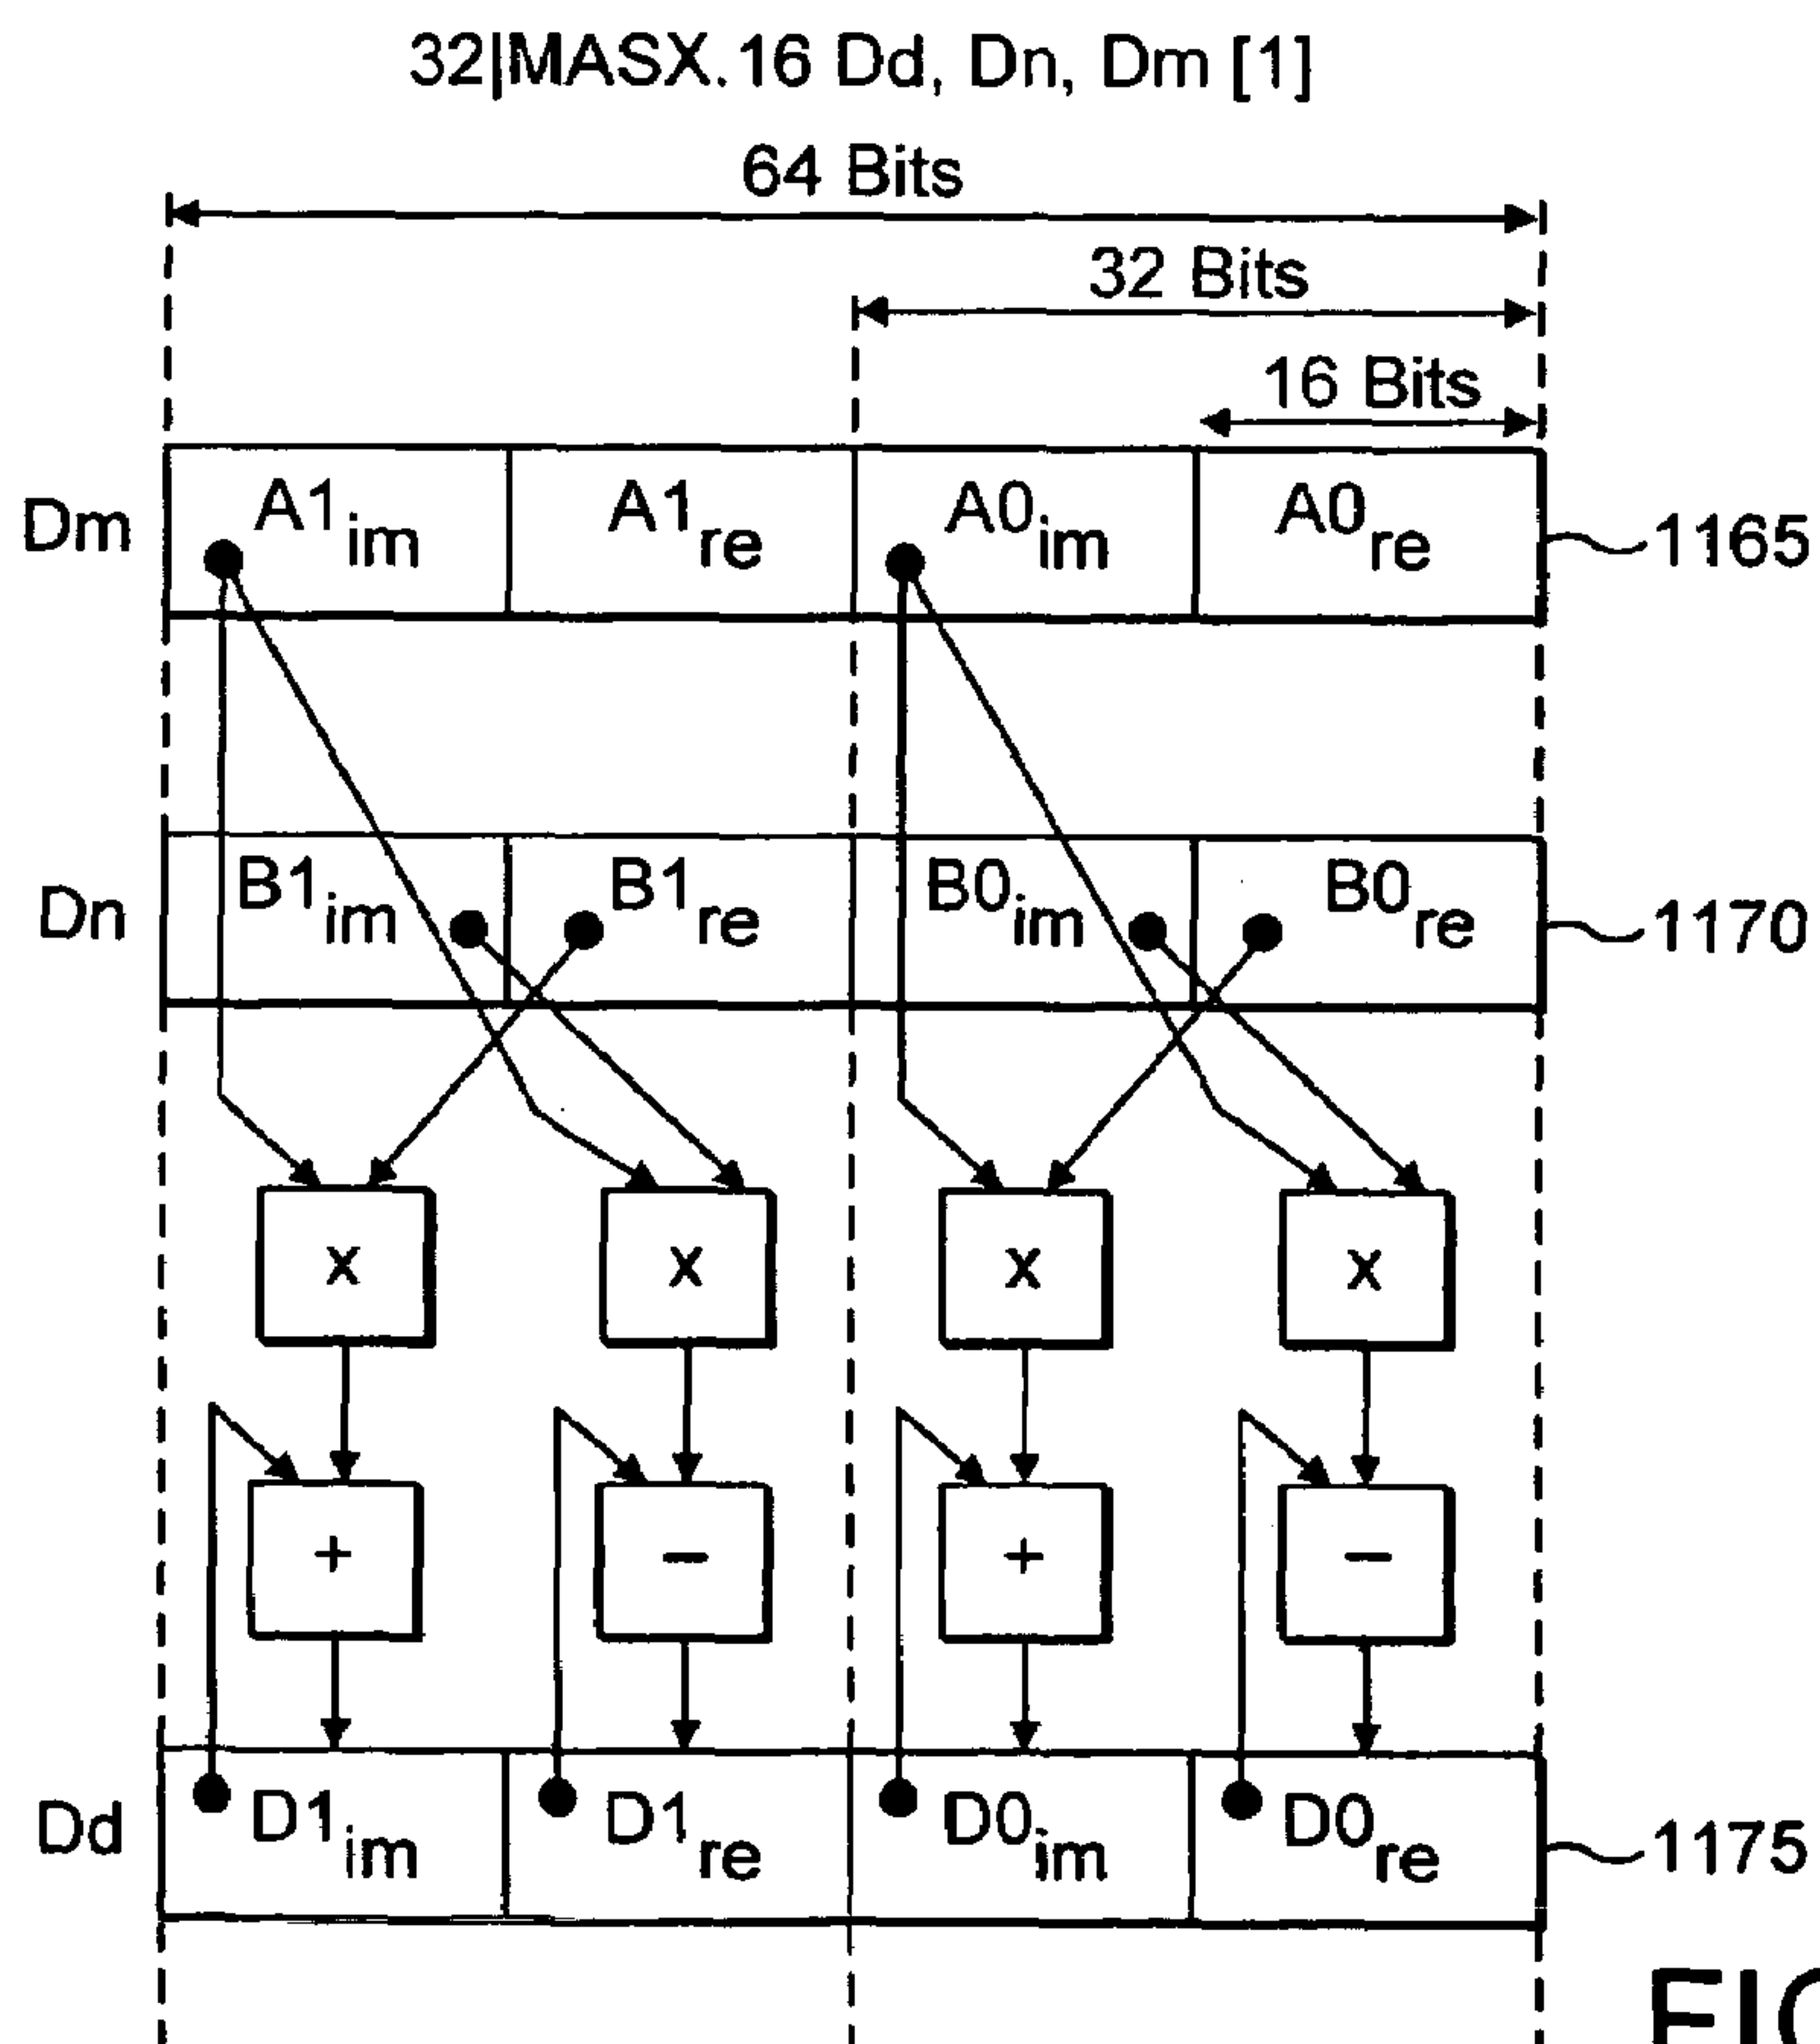 32|MASX.16 Dd, Dn, Dm [1]
64 Bits
32 Bits
16 Bits
Dm A1im A1re A0im A0re 1165
Dn B1im B1re B0im B0re 1170
x x x x
+ − + −
Dd D1im D1re D0im D0re 1175